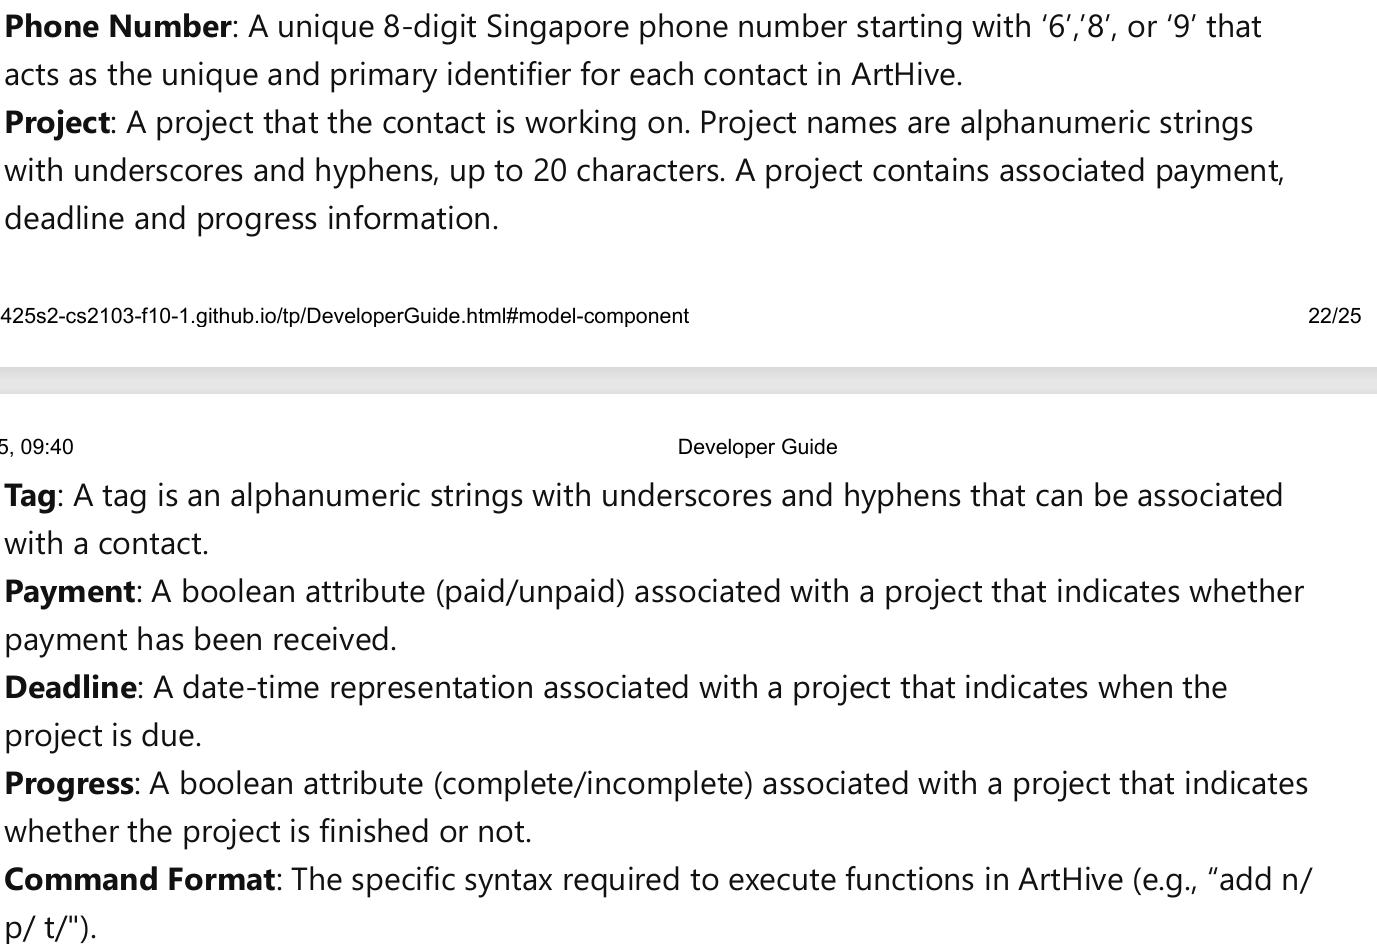 Phone Number: A unique 8-digit Singapore phone number starting with ‘6’,‘8’, or ‘9’ that
acts as the unique and primary identifier for each contact in ArtHive.
Project: A project that the contact is working on. Project names are alphanumeric strings
with underscores and hyphens, up to 20 characters. A project contains associated payment,
deadline and progress information.
425s2-cs2103-f10-1.github.io/tp/DeveloperGuide.html#model-component 22/25
5, 09:40 Developer Guide
Tag: A tag is an alphanumeric strings with underscores and hyphens that can be associated
with a contact.
Payment: A boolean attribute (paid/unpaid) associated with a project that indicates whether
payment has been received.
Deadline: A date-time representation associated with a project that indicates when the
project is due.
Progress: A boolean attribute (complete/incomplete) associated with a project that indicates
whether the project is finished or not.
Command Format: The specific syntax required to execute functions in ArtHive (e.g., “add n/
p/ t/").